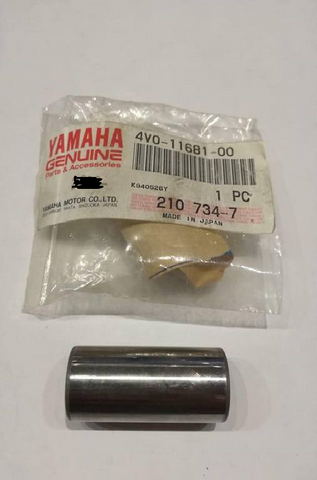 YAMAHA
GENUINE
Parts & Accessories
YAMAHA MOTOR CO.,LTD.
4V0-11681-00
K940526Y
1 PC
210 734-7
MADE IN JAPAN